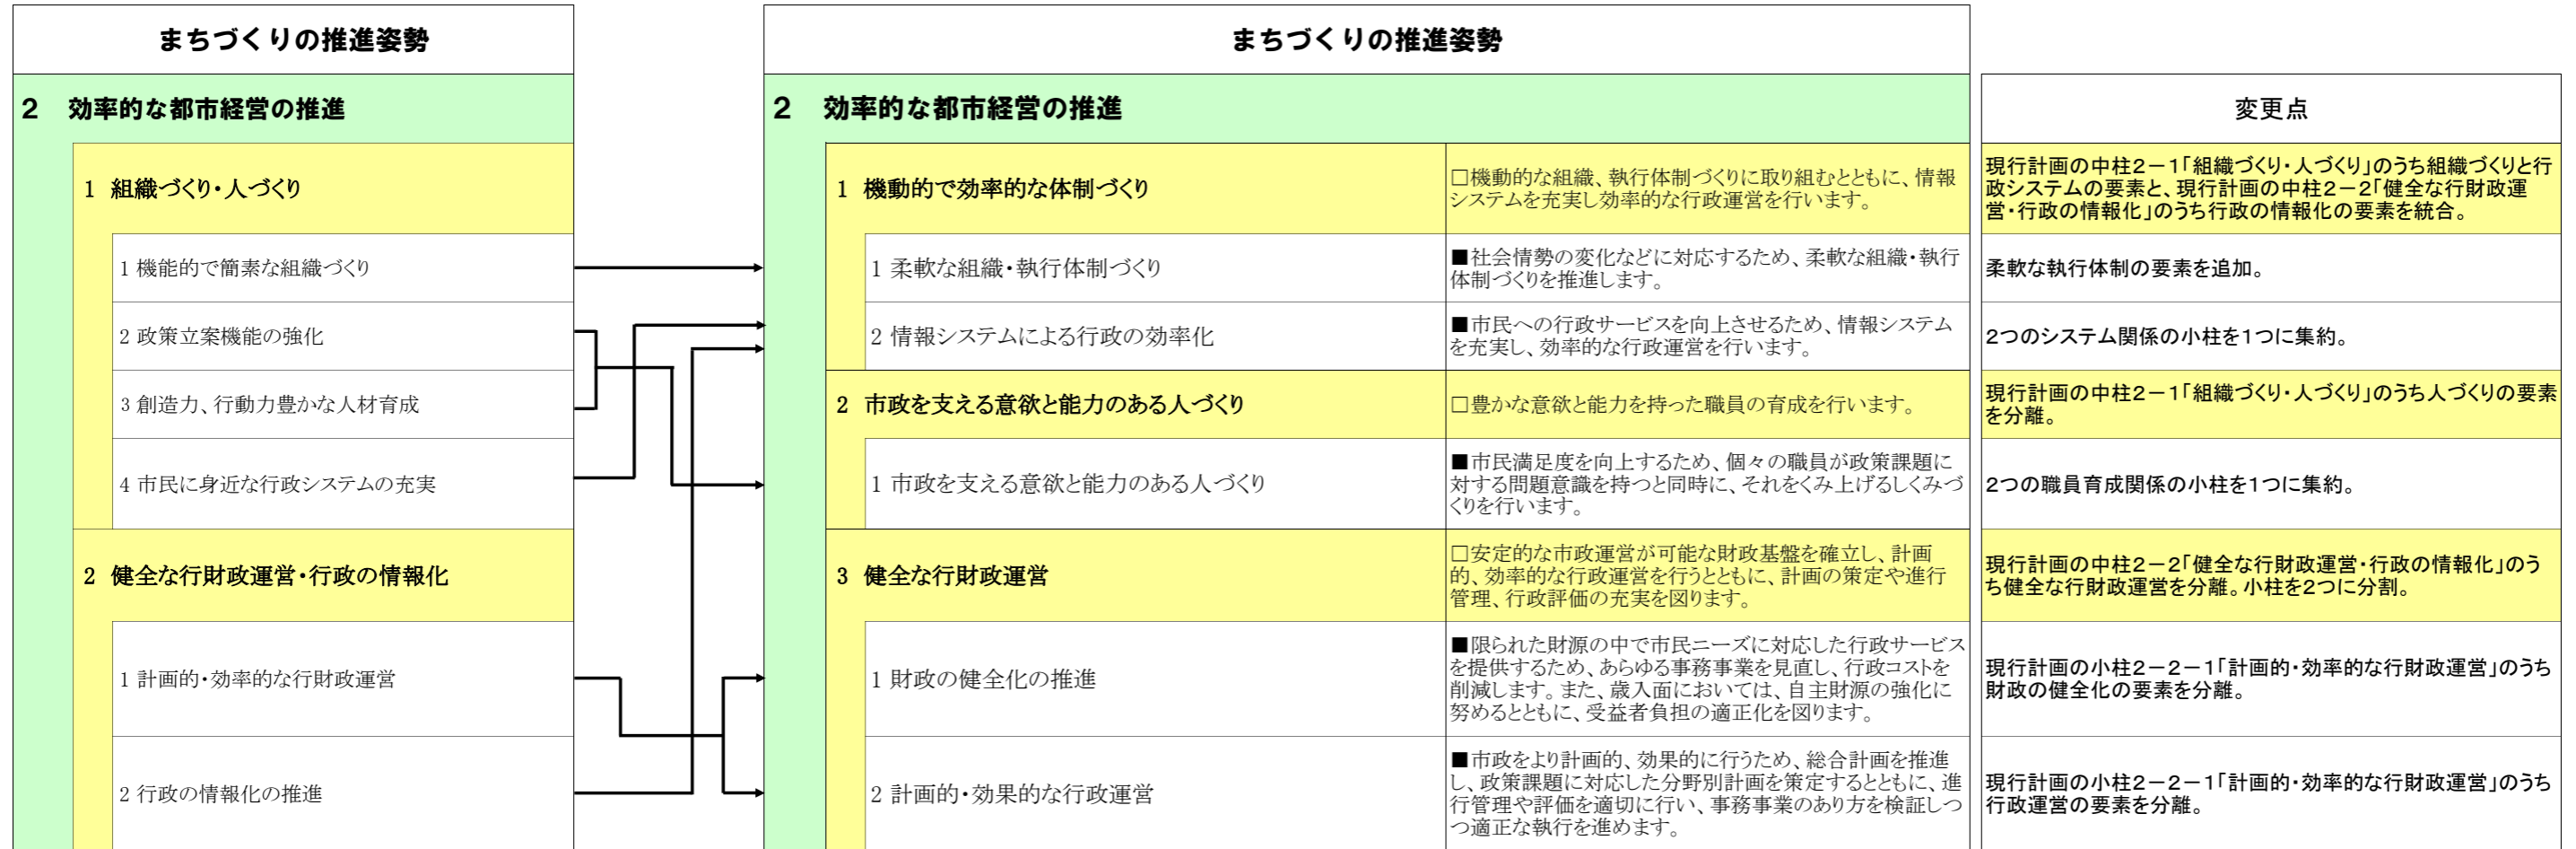 まちづくりの推進姿勢
2 効率的な都市経営の推進
1 組織づくり・人づくり
1 機能的で簡素な組織づくり
2 政策立案機能の強化
3 創造力、行動力豊かな人材育成
4 市民に身近な行政システムの充実
2 健全な行財政運営・行政の情報化
1 計画的・効率的な行財政運営
2 行政の情報化の推進
まちづくりの推進姿勢
2 効率的な都市経営の推進
1 機動的で効率的な体制づくり
□機動的な組織、執行体制づくりに取り組むとともに、情報
システムを充実し効率的な行政運営を行います。
1 柔軟な組織・執行体制づくり
■社会情勢の変化などに対応するため、柔軟な組織・執行
体制づくりを推進します。
2 情報システムによる行政の効率化
■市民への行政サービスを向上させるため、情報システム
を充実し、効率的な行政運営を行います。
2 市政を支える意欲と能力のある人づくり
□豊かな意欲と能力を持った職員の育成を行います。
1 市政を支える意欲と能力のある人づくり
■市民満足度を向上するため、個々の職員が政策課題に
対する問題意識を持つと同時に、それをくみ上げるしくみづ
くりを行います。
3 健全な行財政運営
□安定的な市政運営が可能な財政基盤を確立し、計画
的、効率的な行政運営を行うとともに、計画の策定や進行
管理、行政評価の充実を図ります。
1 財政の健全化の推進
■限られた財源の中で市民ニーズに対応した行政サービス
を提供するため、あらゆる事務事業を見直し、行政コストを
削減します。また、歳入面においては、自主財源の強化に
努めるとともに、受益者負担の適正化を図ります。
2 計画的・効果的な行政運営
■市政をより計画的、効果的に行うため、総合計画を推進
し、政策課題に対応した分野別計画を策定するとともに、進
行管理や評価を適切に行い、事務事業のあり方を検証しつ
つ適正な執行を進めます。
変更点
現行計画の中柱2-1「組織づくり・人づくり」のうち組織づくりと行
政システムの要素と、現行計画の中柱2-2「健全な行財政運
営・行政の情報化」のうち行政の情報化の要素を統合。
柔軟な執行体制の要素を追加。
2つのシステム関係の小柱を1つに集約。
現行計画の中柱2-1「組織づくり・人づくり」のうち人づくりの要素
を分離。
2つの職員育成関係の小柱を1つに集約。
現行計画の中柱2-2「健全な行財政運営・行政の情報化」のう
ち健全な行財政運営を分離。小柱を2つに分割。
現行計画の小柱2-2-1「計画的・効率的な行財政運営」のうち
財政の健全化の要素を分離。
現行計画の小柱2-2-1「計画的・効率的な行財政運営」のうち
行政運営の要素を分離。